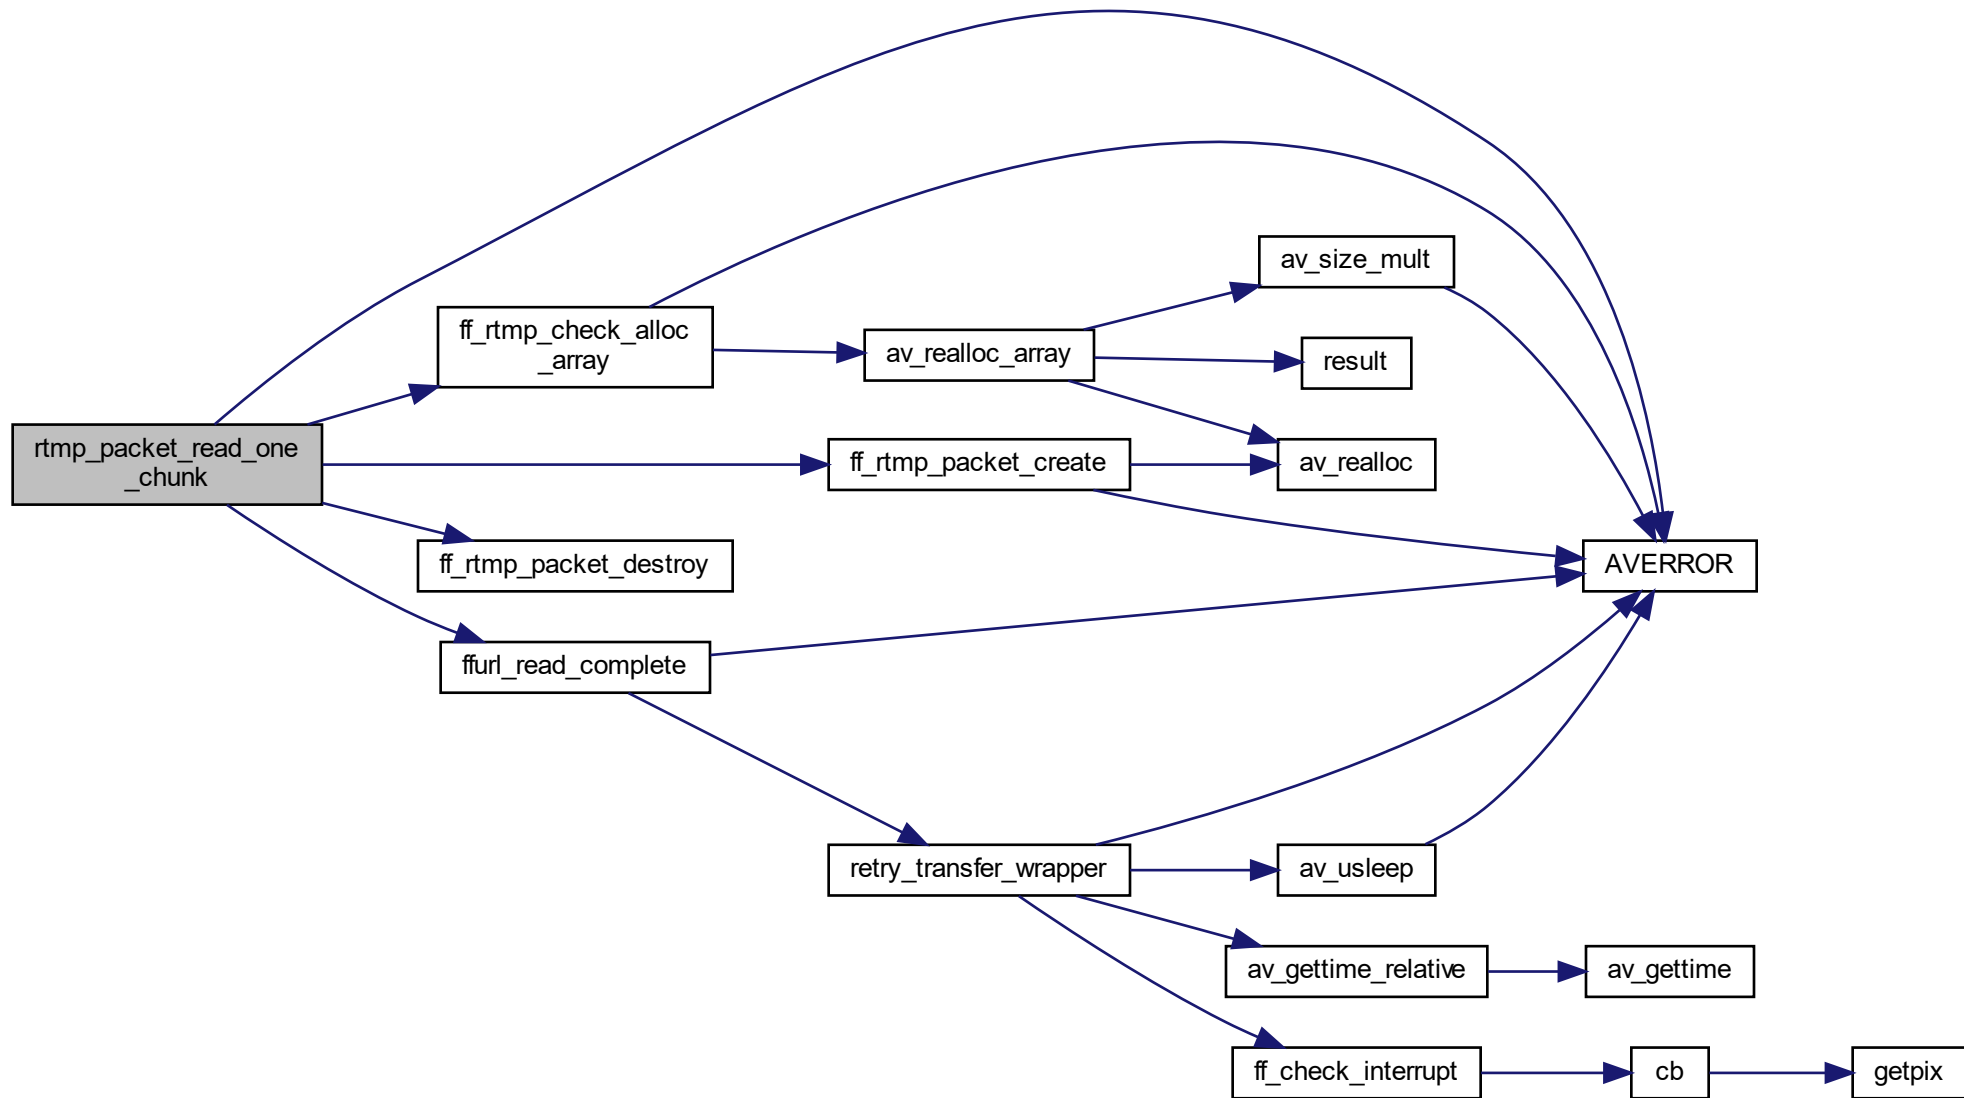 rtmp_packet_read_one
_chunk
ff_rtmp_check_alloc
_array
av_realloc_array
av_size_mult
result
av_realloc
ff_rtmp_packet_create
ff_rtmp_packet_destroy
AVERROR
ffurl_read_complete
retry_transfer_wrapper
av_usleep
av_gettime_relative
av_gettime
ff_check_interrupt
cb
getpix